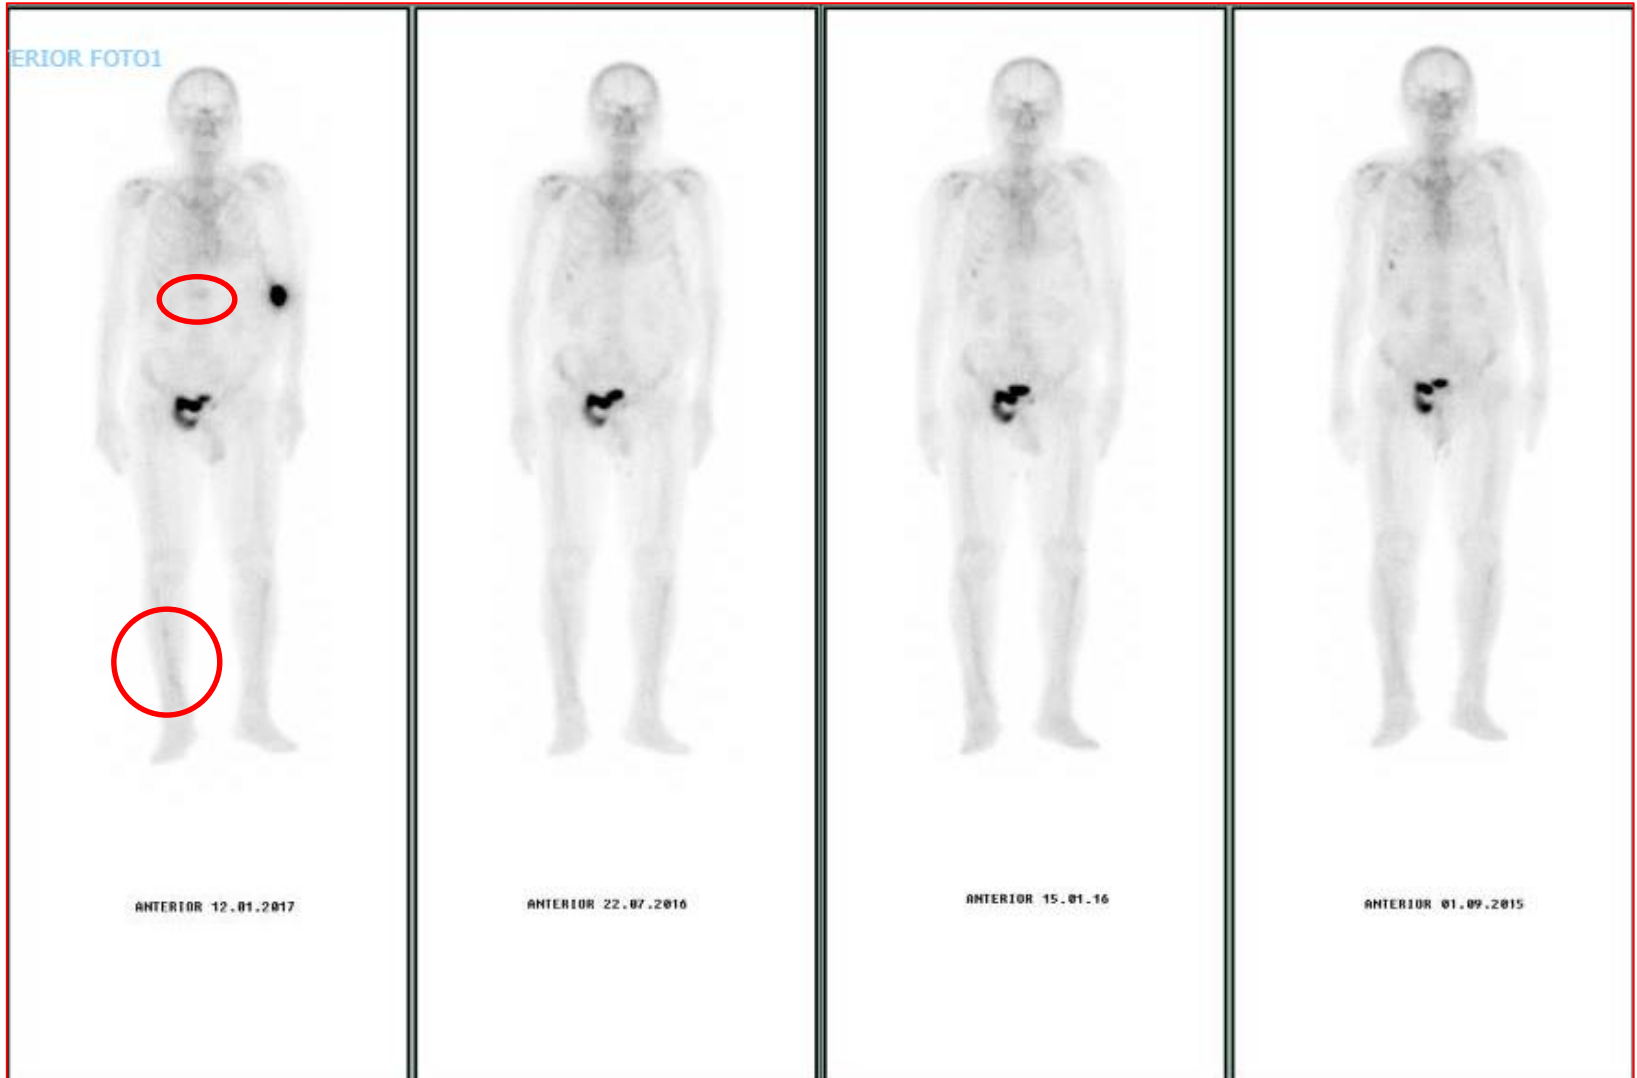 ERIOR FOTO1
ANTERIOR 12.01.2017
ANTERIOR 22.07.2016
ANTERIOR 15.01.16
ANTERIOR 01.09.2015